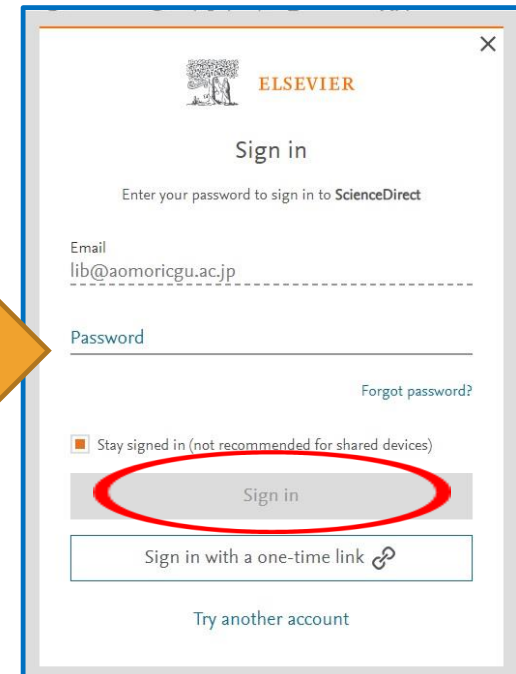 ELSEVIER
Sign in
Enter your password to sign in to ScienceDirect
Email
lib@aomoricgu.ac.jp
Password
Forgot password?
Stay signed in (not recommended for shared devices)
Sign in
Sign in with a one-time link
Try another account